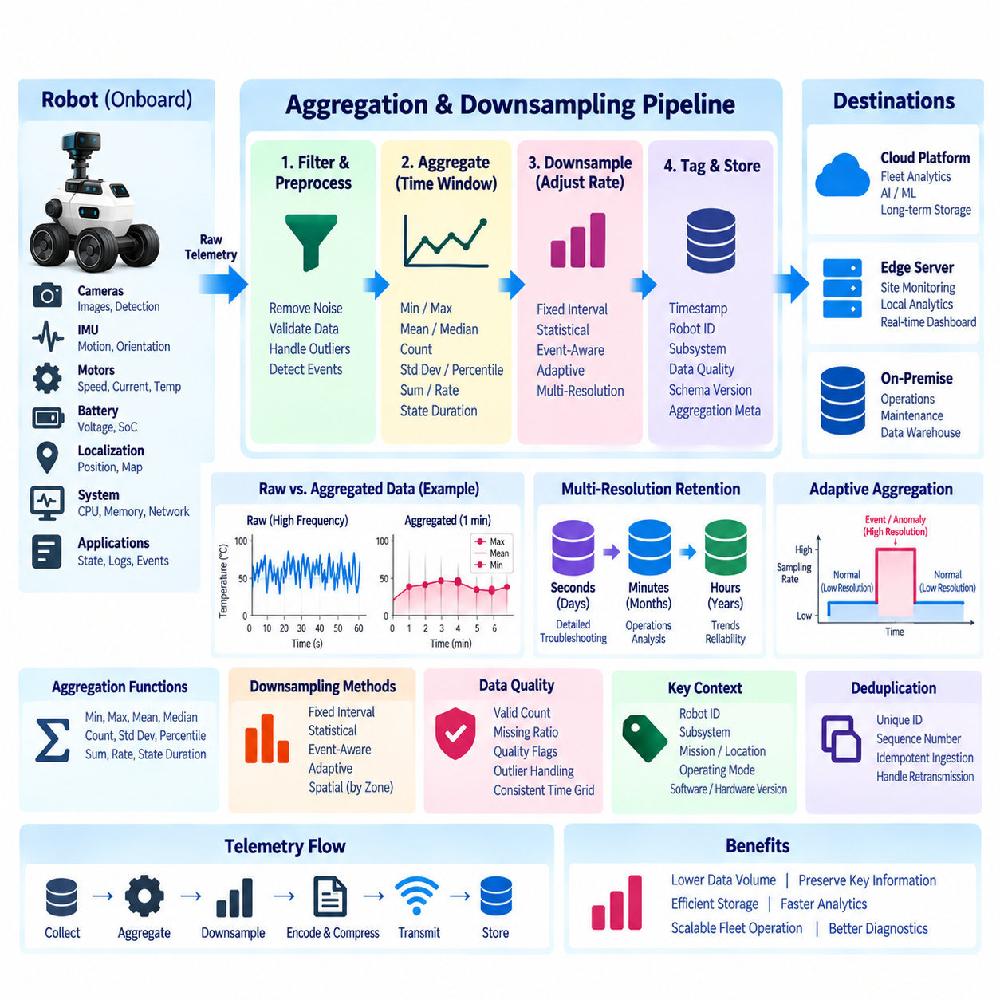 Robot (Onboard)
Cameras
Images, Detection
IMU
Motion, Orientation
Motors
Speed, Current, Temp
Battery
Voltage, SoC
Localization
Position, Map
System
CPU, Memory, Network
Applications
State, Logs, Events
Raw
Telemetry
Aggregation & Downsampling Pipeline
1. Filter &
Preprocess
Remove Noise
Validate Data
Handle Outliers
Detect Events
2. Aggregate
(Time Window)
Min / Max
Mean / Median
Count
Std Dev / Percentile
Sum / Rate
State Duration
3. Downsample
(Adjust Rate)
Fixed Interval
Statistical
Event-Aware
Adaptive
Multi-Resolution
4. Tag & Store
Timestamp
Robot ID
Subsystem
Data Quality
Schema Version
Aggregation Meta
Destinations
Cloud Platform
Fleet Analytics
AI / ML
Long-term Storage
Edge Server
Site Monitoring
Local Analytics
Real-time Dashboard
On-Premise
Operations
Maintenance
Data Warehouse
Raw vs. Aggregated Data (Example)
Raw (High Frequency)
Temperature (°C)
100
50
0
0 10 20 30 40 50 60
Time (s)
Aggregated (1 min)
100
50
0
Max
Mean
Min
0 1 2 3 4 5 6
Time (min)
Multi-Resolution Retention
Seconds
(Days)
Detailed
Troubleshooting
Minutes
(Months)
Operations
Analysis
Hours
(Years)
Trends
Reliability
Adaptive Aggregation
Event / Anomaly
(High Resolution)
High
Sampling
Rate
Low
Normal
(Low Resolution)
Normal
(Low Resolution)
Time
Aggregation Functions
Min, Max, Mean, Median
Count, Std Dev, Percentile
Sum, Rate, State Duration
Downsampling Methods
Fixed Interval
Statistical
Event-Aware
Adaptive
Spatial (by Zone)
Data Quality
Valid Count
Missing Ratio
Quality Flags
Outlier Handling
Consistent Time Grid
Key Context
Robot ID
Subsystem
Mission / Location
Operating Mode
Software / Hardware Version
Deduplication
Unique ID
Sequence Number
Idempotent Ingestion
Handle Retransmission
Telemetry Flow
Collect
Aggregate
Downsample
Encode & Compress
Transmit
Store
Benefits
Lower Data Volume | Preserve Key Information
Efficient Storage | Faster Analytics
Scalable Fleet Operation | Better Diagnostics